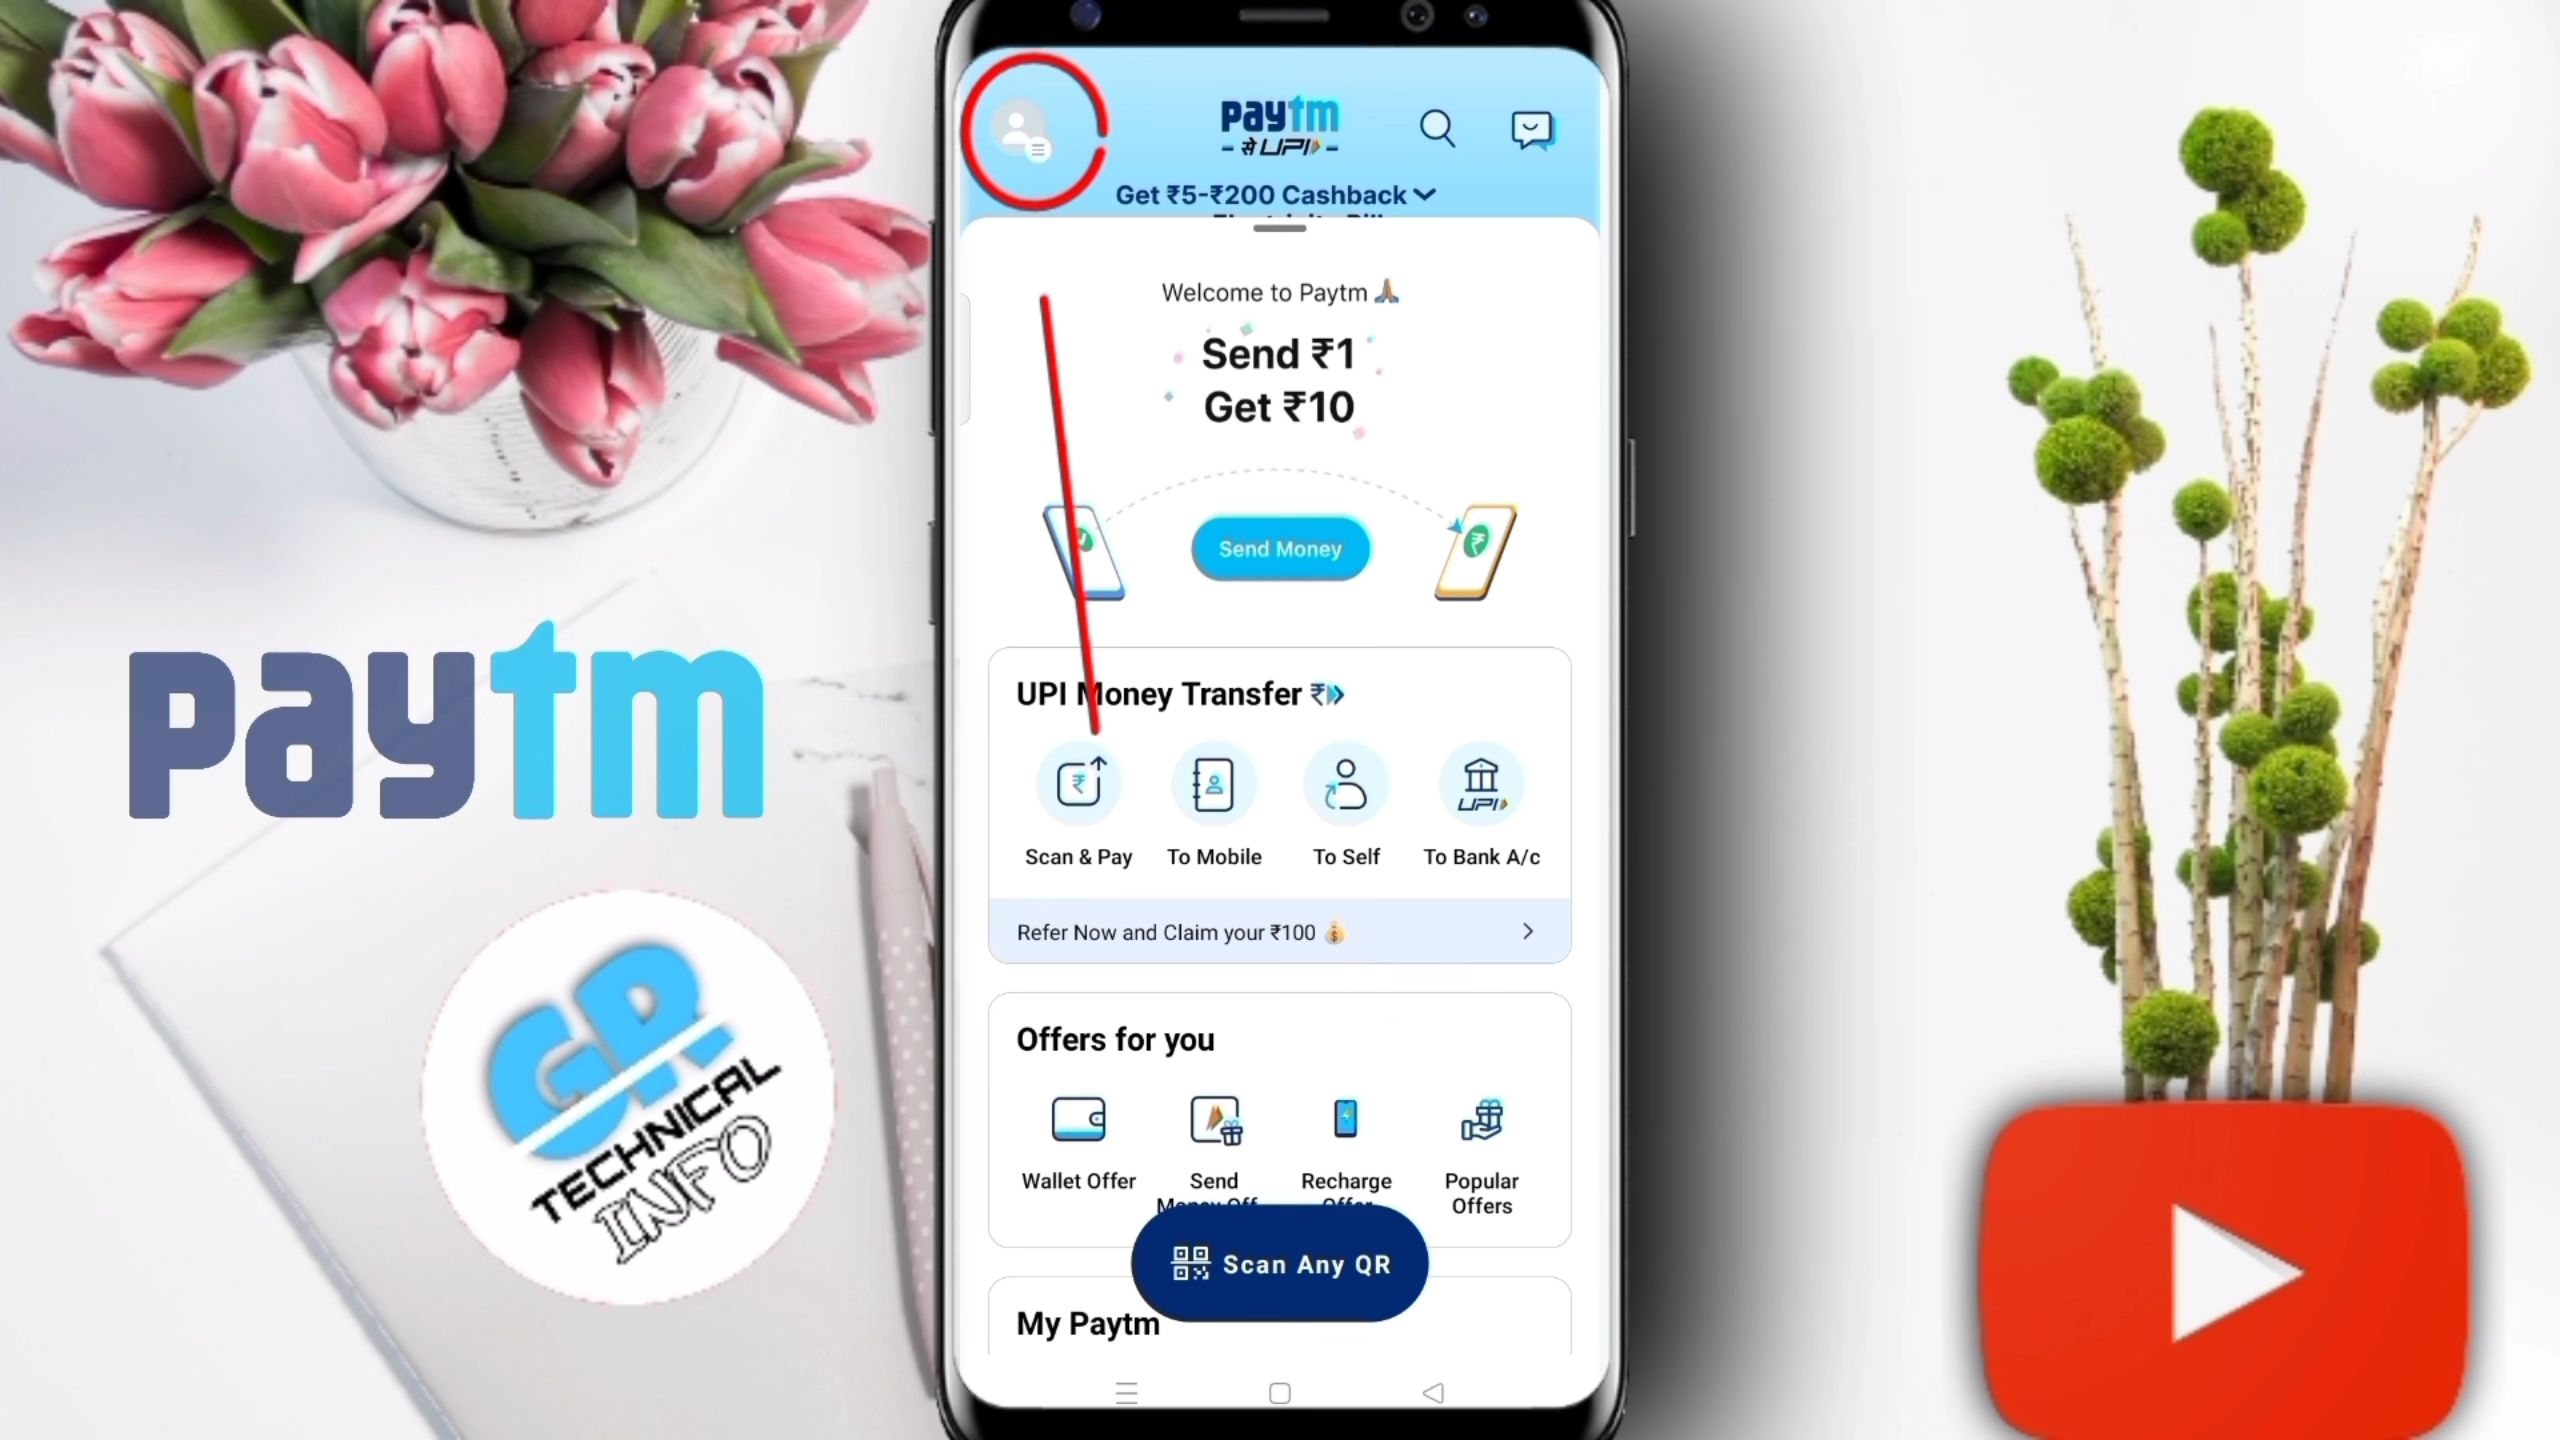 paytm
- से UPI -
Get ₹5-₹200 Cashback
Welcome to Paytm
Send ₹1
Get ₹10
Send Money
UPI Money Transfer
UPI
Scan & Pay To Mobile To Self To Bank A/c
Refer Now and Claim your ₹100
Offers for you
Wallet Offer Send Recharge Popular
Offers
Scan Any QR
My Paytm
paytm
GR
TECHNICAL
INFO